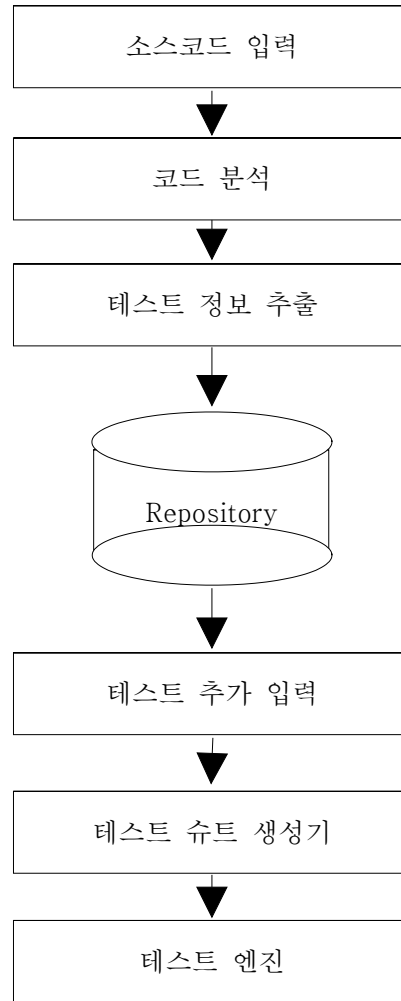 소스코드 입력
코드 분석
테스트 정보 추출
Repository
테스트 추가 입력
테스트 슈트 생성기
테스트 엔진